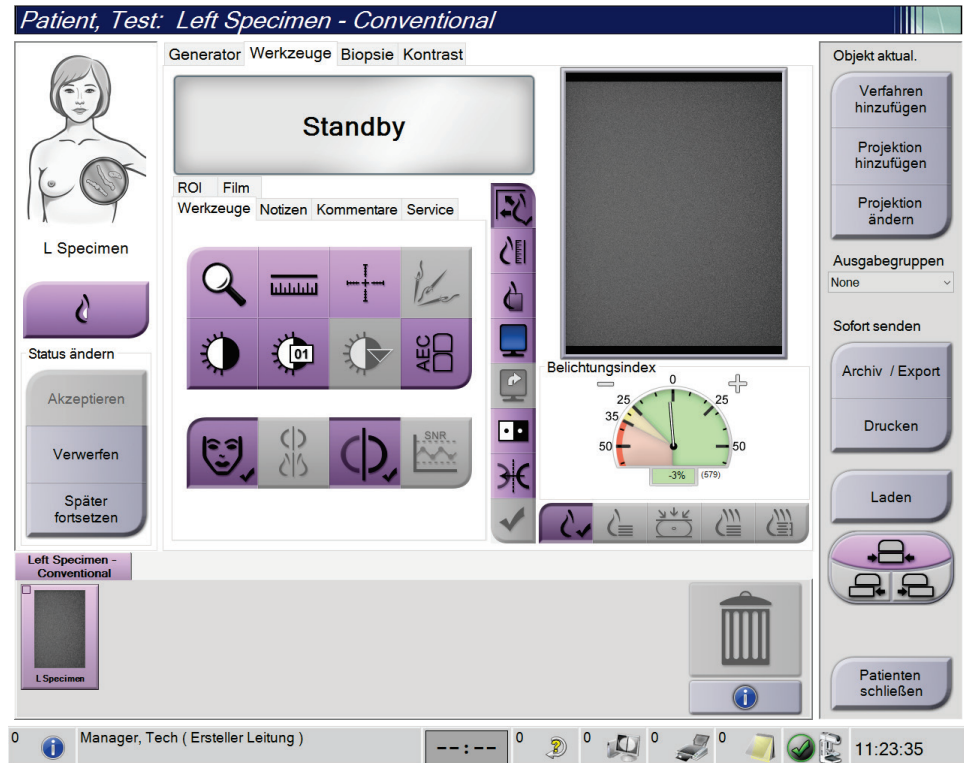 Patient, Test: Left Specimen - Conventional
Generator Werkzeuge Biopsie Kontrast
Standby
ROI Film
Werkzeuge Notizen Kommentare Service
01
AEC
SNR
L Specimen
Status ändern
Akzeptieren
Verwerfen
Später
fortsetzen
Belichtungsindex
0
25 25
35
50 50
-3% (579)
Left Specimen -
Conventional
L Specimen
Objekt aktual.
Verfahren
hinzufügen
Projektion
hinzufügen
Projektion
ändern
Ausgabegruppen
None
Sofort senden
Archiv / Export
Drucken
Laden
Patienten
schließen
0 Manager, Tech ( Ersteller Leitung ) --:-- 0 0 0 0 11:23:35